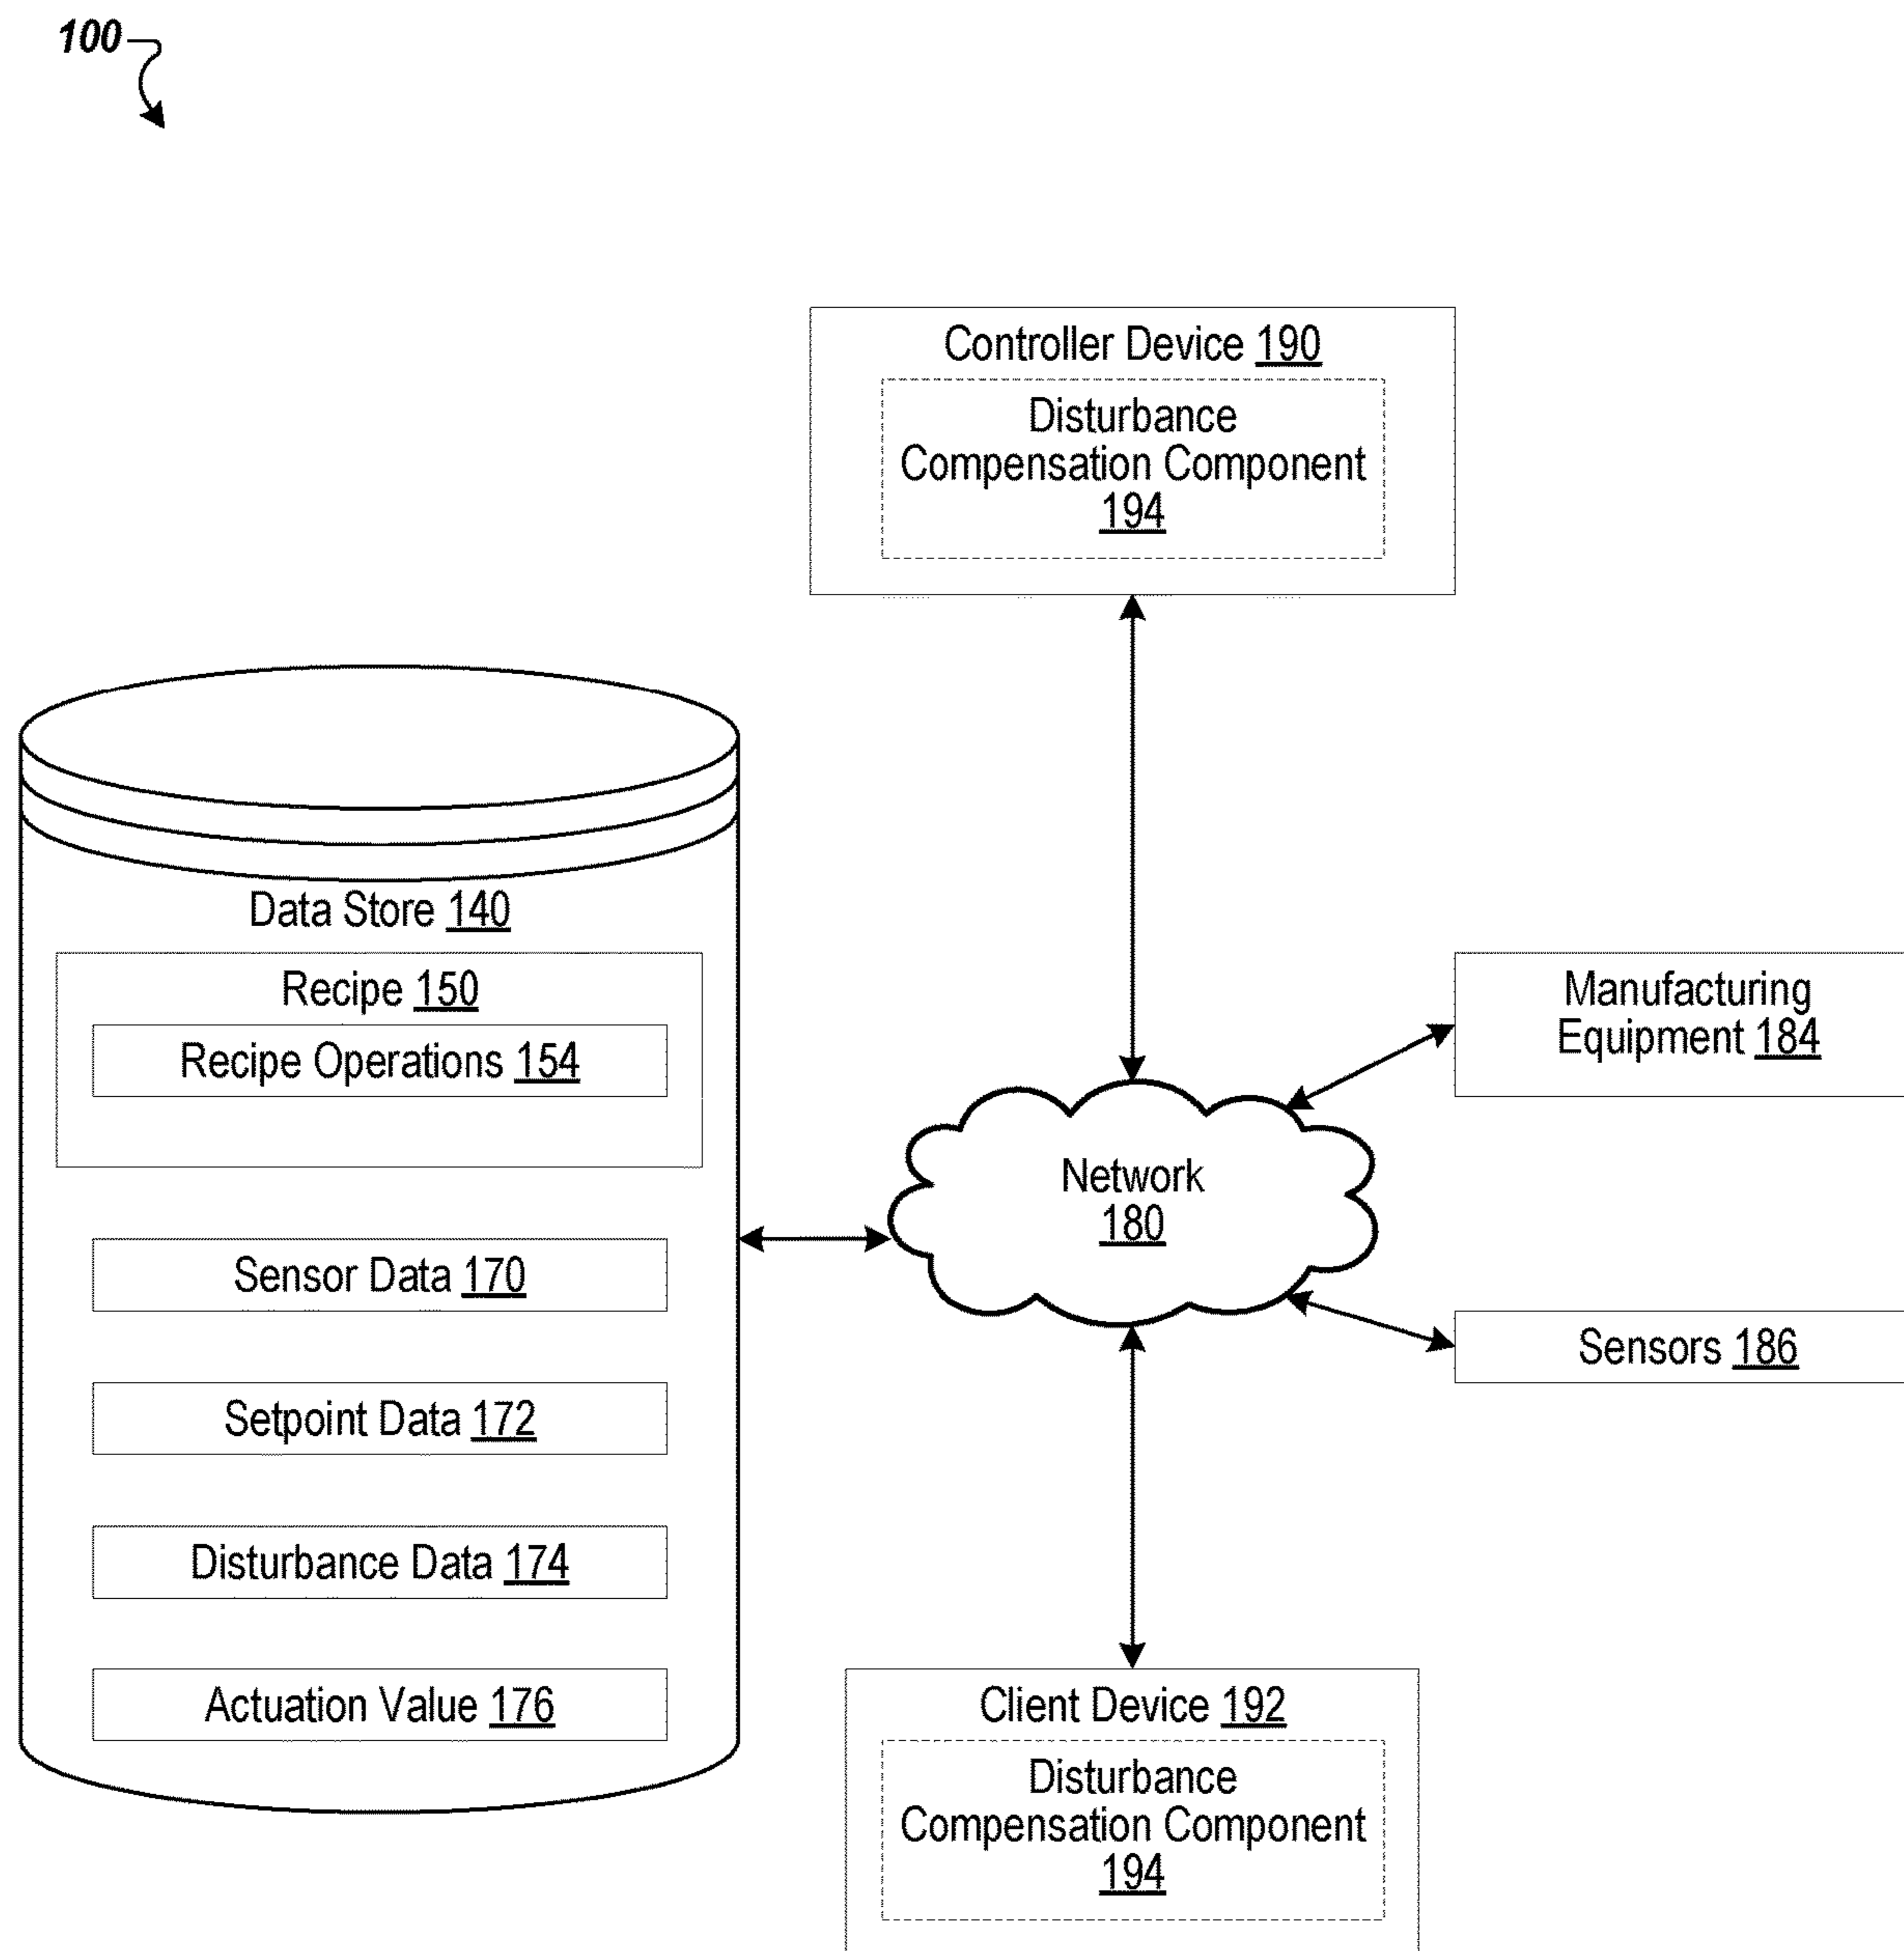 100
Controller Device 190
Disturbance
Compensation Component
194
Data Store 140
Recipe 150
Recipe Operations 154
Sensor Data 170
Setpoint Data 172
Disturbance Data 174
Actuation Value 176
Network
180
Manufacturing
Equipment 184
Sensors 186
Client Device 192
Disturbance
Compensation Component
194